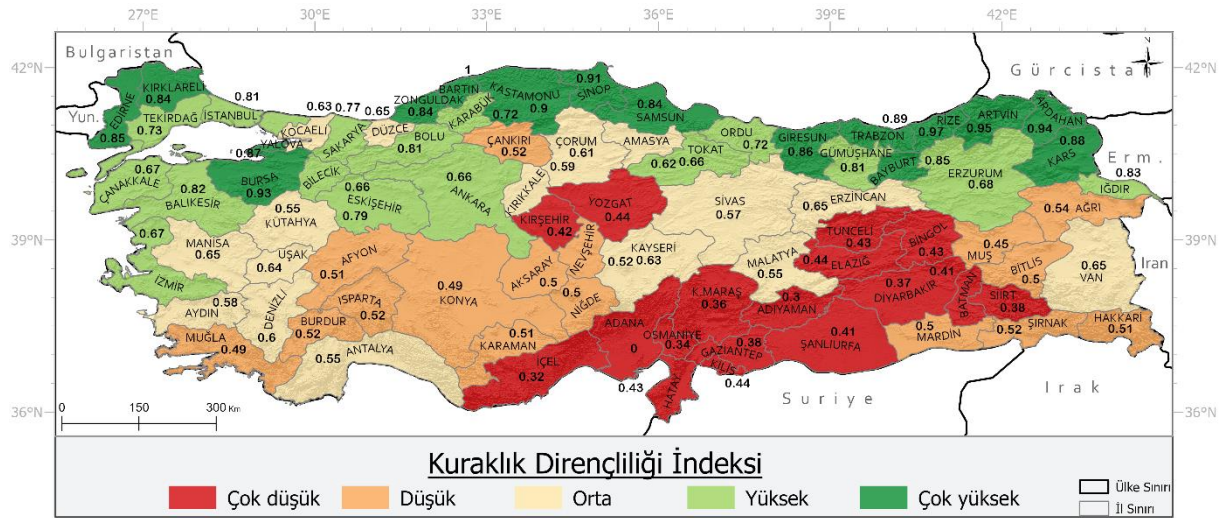 27°E 30°E 33°E 36°E 39°E 42°E
Bulgaristan
42°N
42°N
39°N
39°N
36°N
36°N
Gürcistan
N
Yun.
Erm.
Iran
Irak
Suriye
KIRKLARELİ
0.84
EDİRNE
0.85
TEKİRDAĞ
0.73
İSTANBUL
0.81
KOCAELİ
0.63
YALOVA
0.87
SAKARYA
0.77
DÜZCE
0.65
ZONGULDAK
0.84
BARTIN
1
KARABÜK
0.72
KASTAMONU
0.9
SİNOP
0.91
SAMSUN
0.84
BOLU
0.81
ÇANKIRI
0.52
ÇORUM
0.61
AMASYA
0.62
TOKAT
0.66
ORDU
0.72
GİRESUN
0.86
GÜMÜŞHANE
0.81
TRABZON
0.89
RİZE
0.97
ARTVİN
0.95
ARDAHAN
0.94
KARS
0.88
BAYBURT
0.85
ERZURUM
0.68
IĞDIR
0.83
AĞRI
0.54
ÇANAKKALE
0.67
BALIKESİR
0.82
BURSA
0.93
BİLECİK
0.66
ESKİŞEHİR
0.79
ANKARA
0.66
KIRIKKALE
0.59
KIRŞEHİR
0.42
YOZGAT
0.44
SİVAS
0.57
ERZİNCAN
0.65
TUNCELİ
0.43
BİNGÖL
0.43
MUŞ
0.45
BİTLİS
0.5
VAN
0.65
KÜTAHYA
0.55
MANİSA
0.65
UŞAK
0.64
AFYON
0.51
İZMİR
0.67
AYDIN
0.58
DENİZLİ
0.6
ISPARTA
0.52
BURDUR
0.52
MUĞLA
0.49
ANTALYA
0.55
KONYA
0.49
KARAMAN
0.51
AKSARAY
0.5
NEVŞEHİR
0.52
NİĞDE
0.5
KAYSERİ
0.63
MALATYA
0.55
ELAZIĞ
0.44
DİYARBAKIR
0.37
BATMAN
0.41
SİİRT
0.38
ŞIRNAK
0.52
HAKKARİ
0.51
MARDİN
0.5
ŞANLIURFA
0.41
ADIYAMAN
0.3
K.MARAŞ
0.36
OSMANİYE
0.34
GAZİANTEP
0.38
KİLİS
0.44
HATAY
0.43
ADANA
0
İÇEL
0.32
0 150 300 Km
Kuraklık Dirençliliği İndeksi
Çok düşük
Düşük
Orta
Yüksek
Çok yüksek
Ülke Sınırı
İl Sınırı